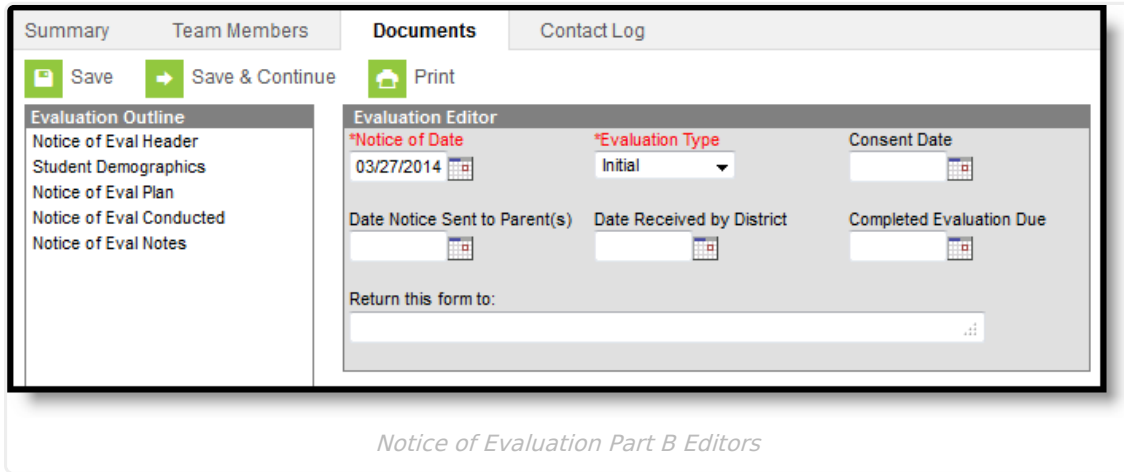 Summary Team Members Documents Contact Log
Save Save & Continue Print
Evaluation Outline
Notice of Eval Header
Student Demographics
Notice of Eval Plan
Notice of Eval Conducted
Notice of Eval Notes
Evaluation Editor
*Notice of Date *Evaluation Type Consent Date
03/27/2014 Initial
Date Notice Sent to Parent(s) Date Received by District Completed Evaluation Due
Return this form to:
Notice of Evaluation Part B Editors